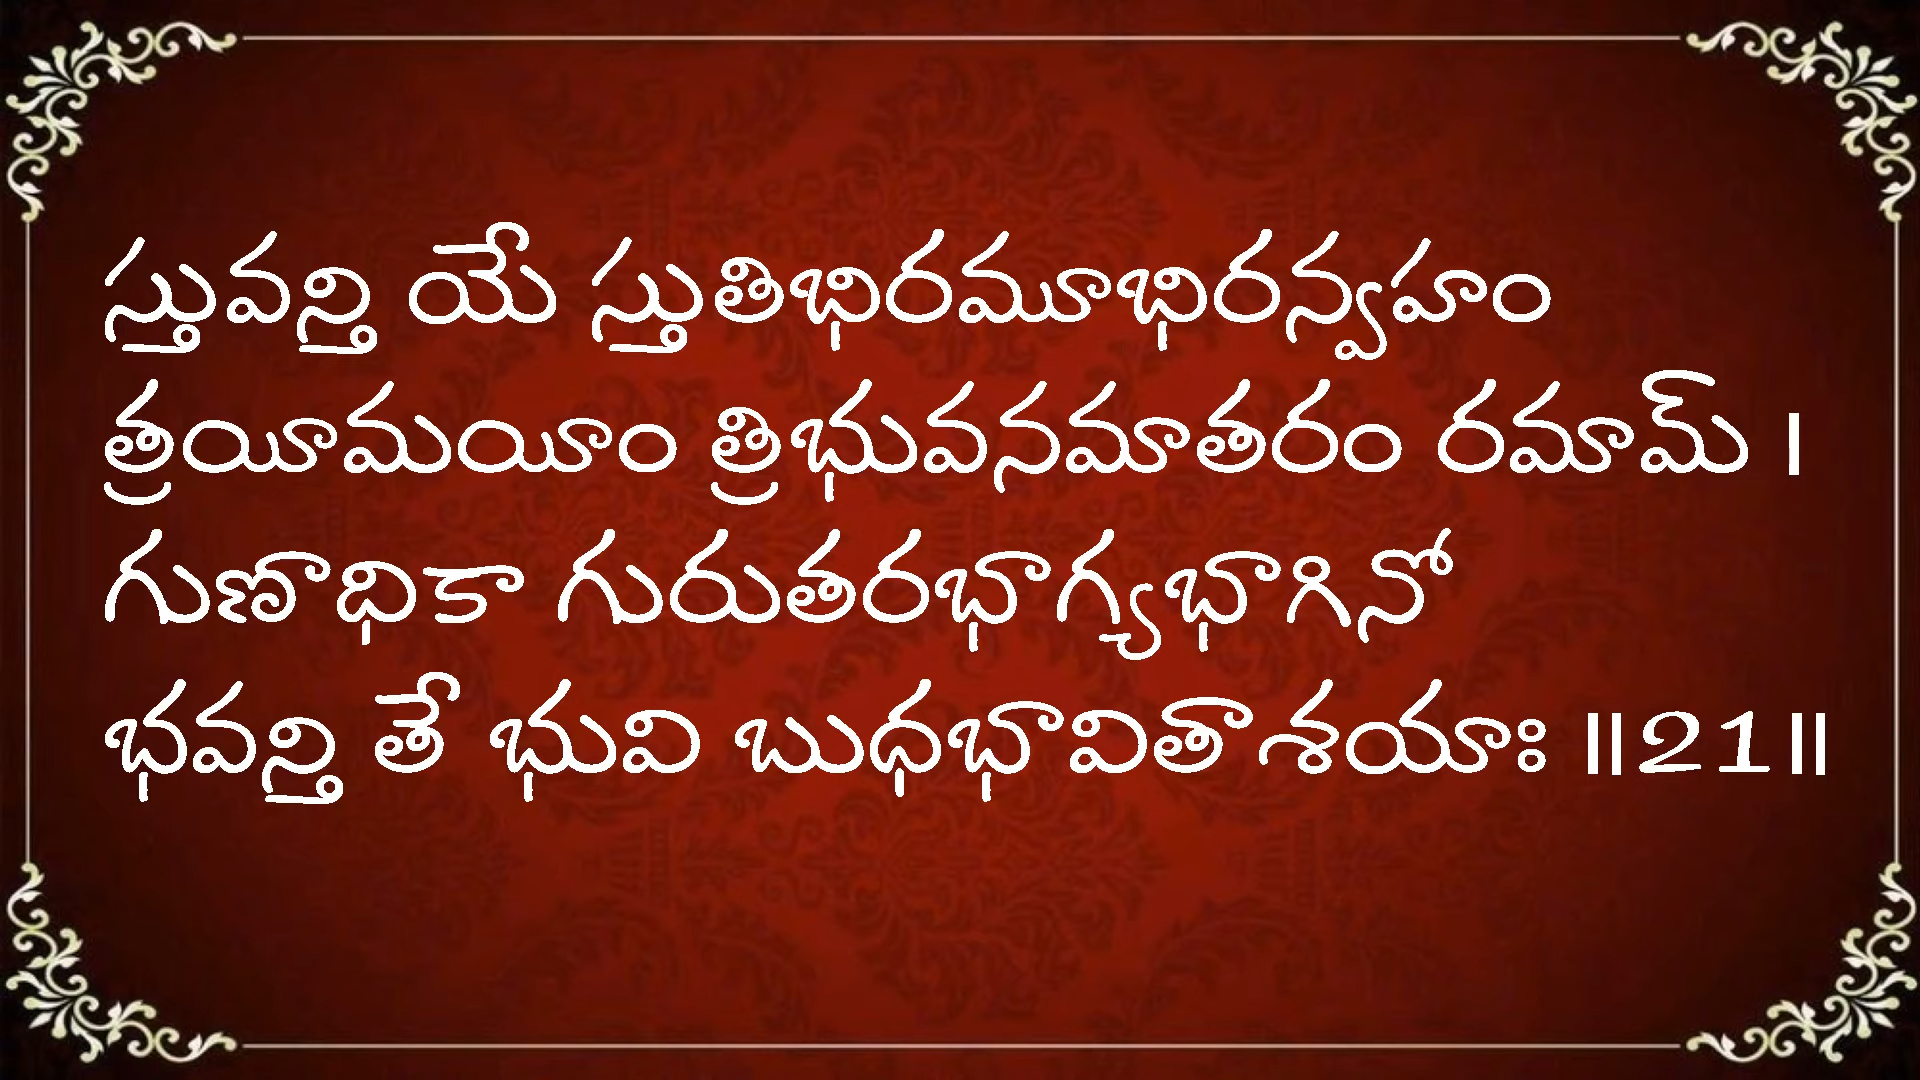 స్తువన్తి యే స్తుతిభిరమూభిరన్వహం
త్రయీమయీం త్రిభువనమాతరం రమామ్ ।
గుణాధికా గురుతరభాగ్యభాగినో
భవన్తి తే భువి బుధభావితాశయాః ॥21॥